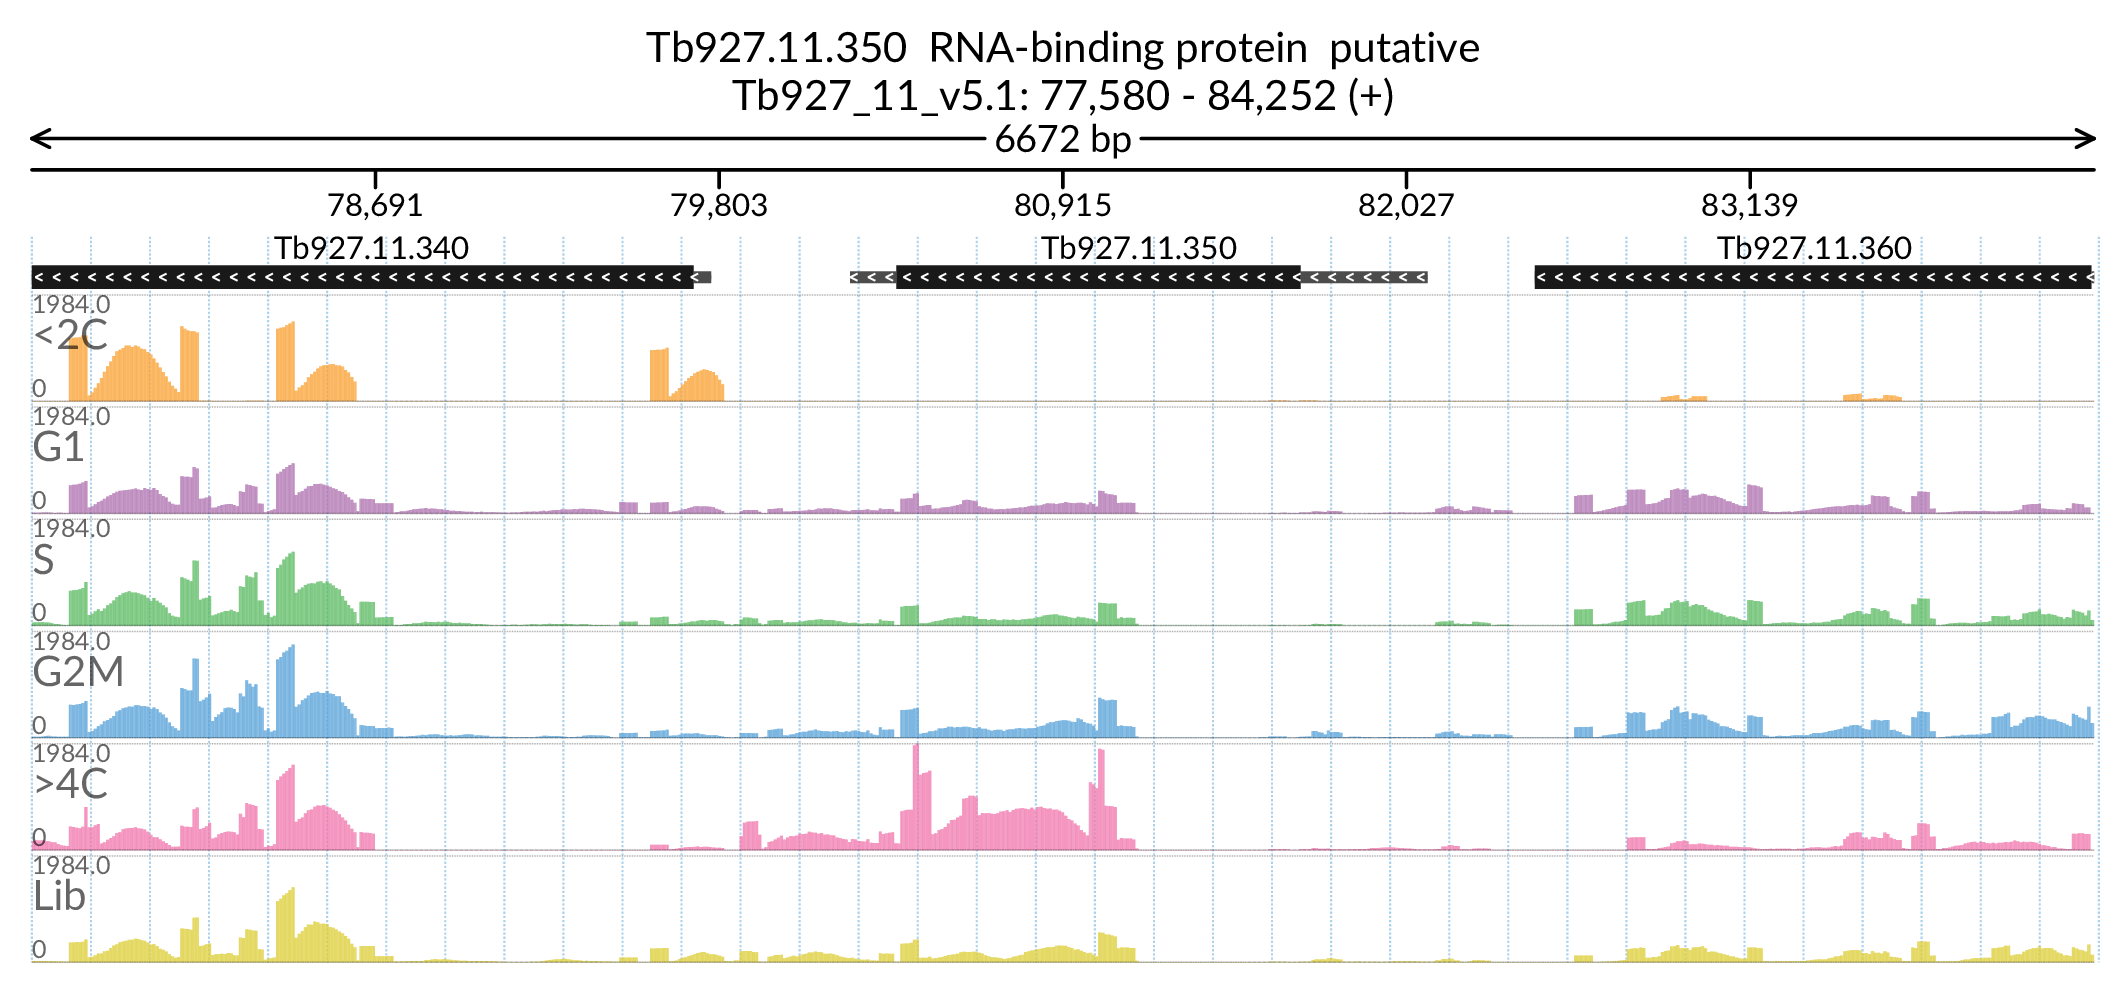 Tb927.11.350  RNA-binding protein  putative
Tb927_11_v5.1: 77,580 - 84,252 (+)
6672 bp
78,691 79,803 80,915 82,027 83,139
Tb927.11.340 Tb927.11.350 Tb927.11.360
1984.0
<2C
0
1984.0
G1
0
1984.0
S
0
1984.0
G2M
0
1984.0
>4C
0
1984.0
Lib
0